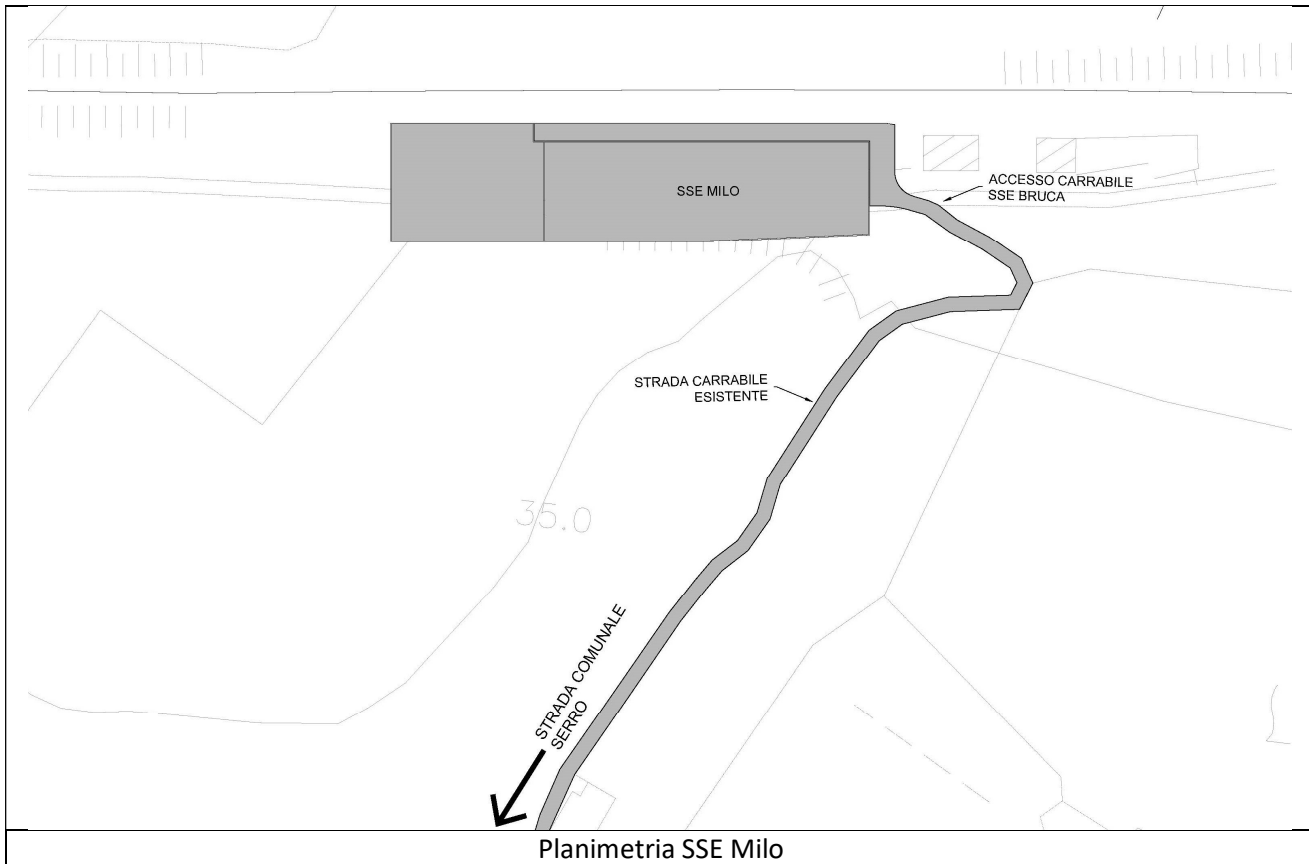 SSE MILO
ACCESSO CARRABILE
SSE BRUCA
STRADA CARRABILE
ESISTENTE
35.0
STRADA COMUNALE
SERRO
Planimetria SSE Milo